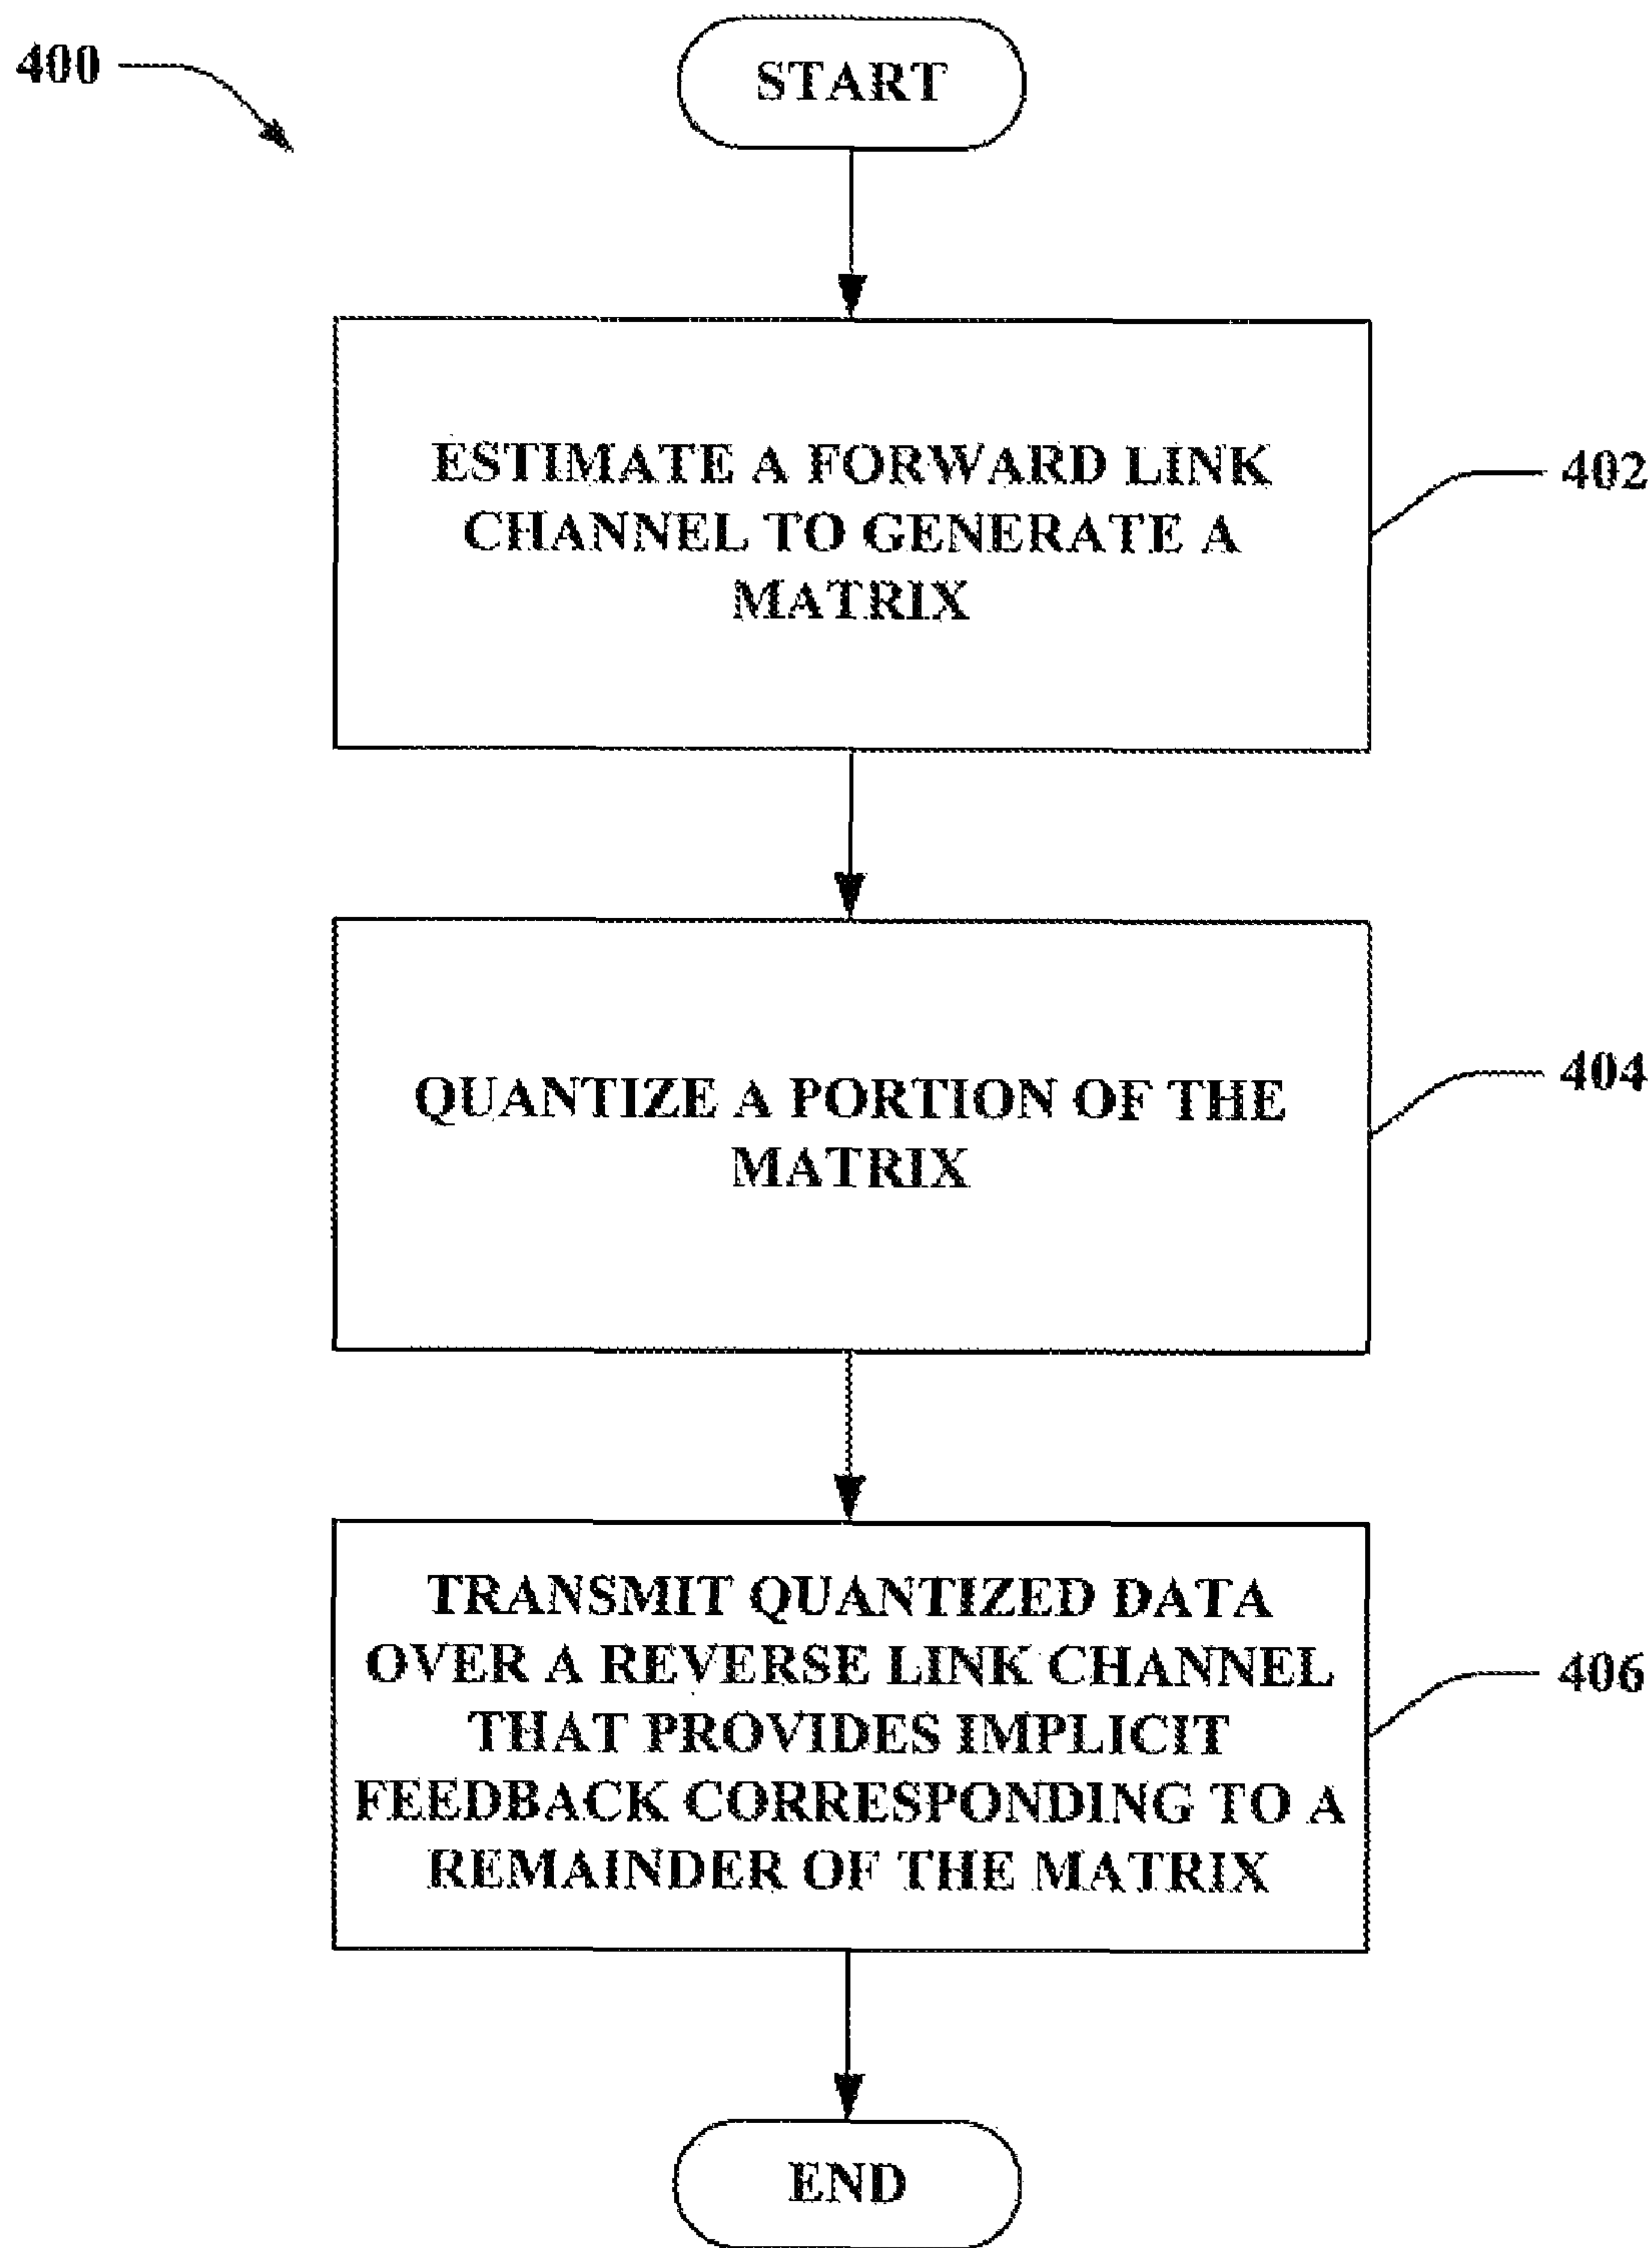 400
START
ESTIMATE A FORWARD LINK
CHANNEL TO GENERATE A
MATRIX
402
QUANTIZE A PORTION OF THE
MATRIX
404
TRANSMIT QUANTIZED DATA
OVER A REVERSE LINK CHANNEL
THAT PROVIDES IMPLICIT
FEEDBACK CORRESPONDING TO A
REMAINDER OF THE MATRIX
406
END